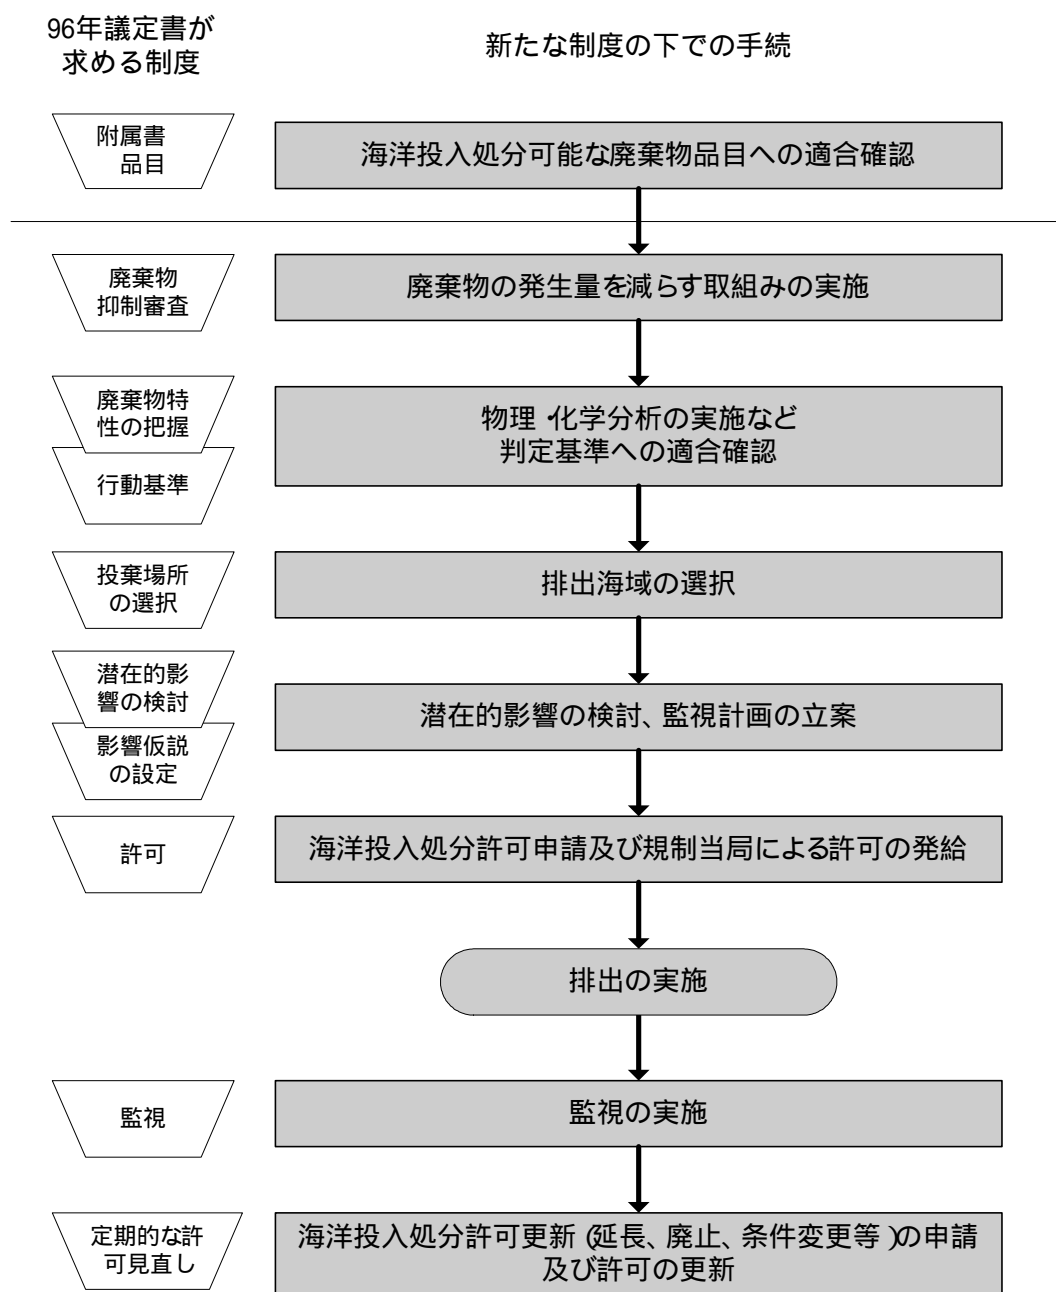 96年議定書が
求める制度
新たな制度の下での手続
附属書
品目
海洋投入処分可能な廃棄物品目への適合確認
廃棄物
抑制審査
廃棄物の発生量を減らす取組みの実施
廃棄物特
性の把握
行動基準
物理・化学分析の実施など
判定基準への適合確認
投棄場所
の選択
排出海域の選択
潜在的影
響の検討
影響仮説
の設定
潜在的影響の検討、監視計画の立案
許可
海洋投入処分許可申請及び規制当局による許可の発給
排出の実施
監視
監視の実施
定期的な許
可見直し
海洋投入処分許可更新(延長、廃止、条件変更等)の申請
及び許可の更新